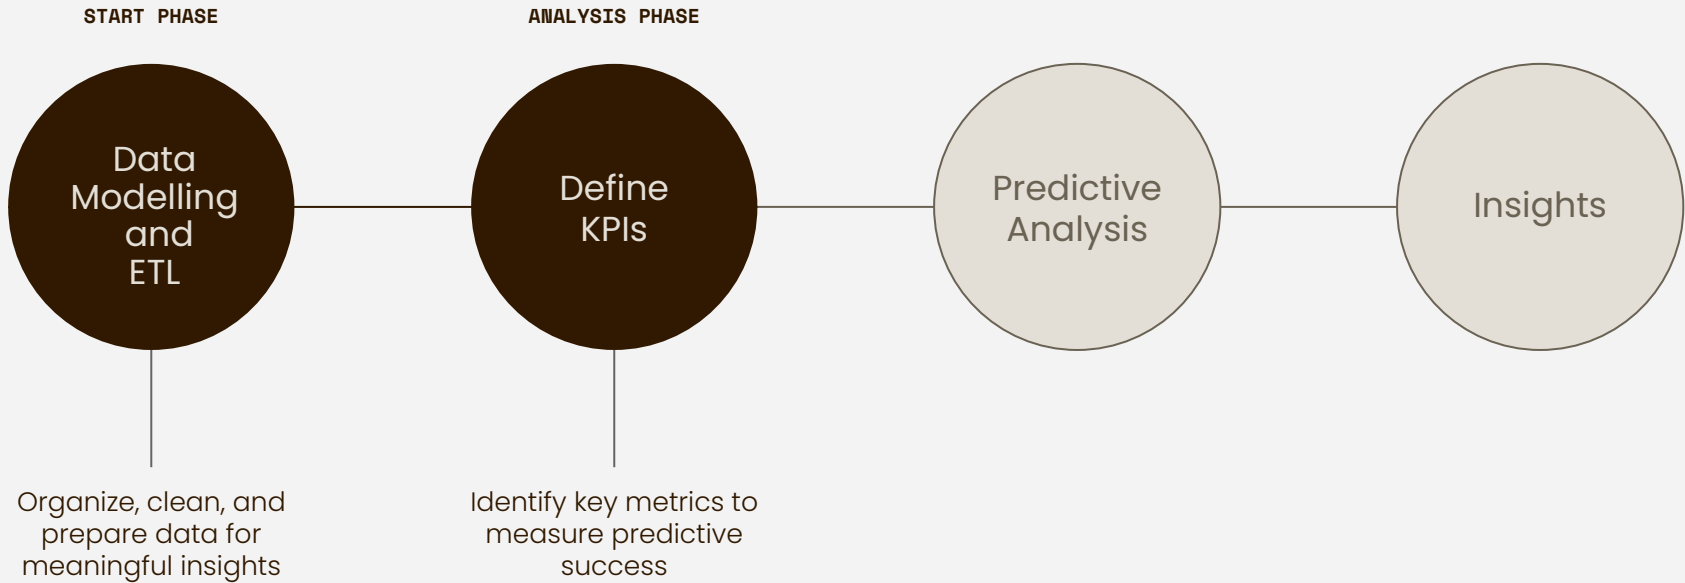 START PHASE
ANALYSIS PHASE
Data
Modelling
and
ETL
Define
KPIs
Predictive
Analysis
Insights
Organize, clean, and
prepare data for
meaningful insights
Identify key metrics to
measure predictive
success